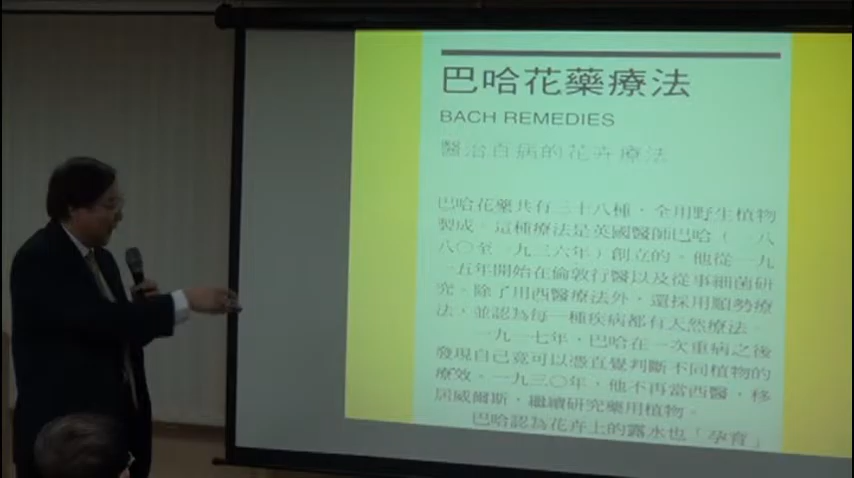 巴哈花藥療法
BACH REMEDIES
醫治百病的花卉療法
巴哈花藥共有三十八種，全用野生植物
製成。這種療法是英國醫師巴哈（一八
八〇至一九三六年）創立的。他從一九
一五年開始在倫敦行醫以及從事細菌研
究。除了用西醫療法外，還採用順勢療
法，並認為每一種疾病都有天然療法。
一九一七年，巴哈在一次重病之後
發現自己竟可以憑直覺判斷不同植物的
療效。一九三〇年，他不再當西醫，移
居威爾斯，繼續研究藥用植物。
巴哈認為花卉上的露水也「孕育」